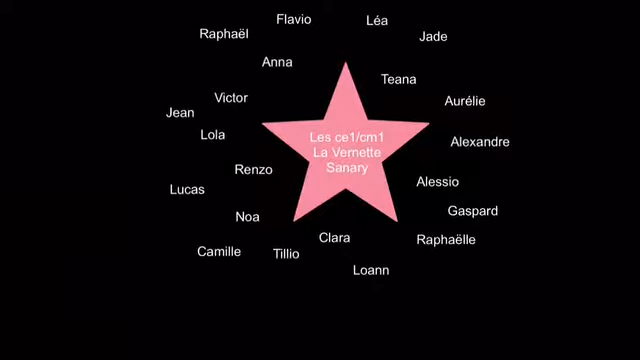 Flavio
Léa
Raphaël
Jade
Anna
Teana
Victor
Aurélie
Jean
Lola
Les ce1/cm1
La Vernette
Sanary
Alexandre
Renzo
Alessio
Lucas
Gaspard
Noa
Clara
Raphaëlle
Camille
Tillio
Loann